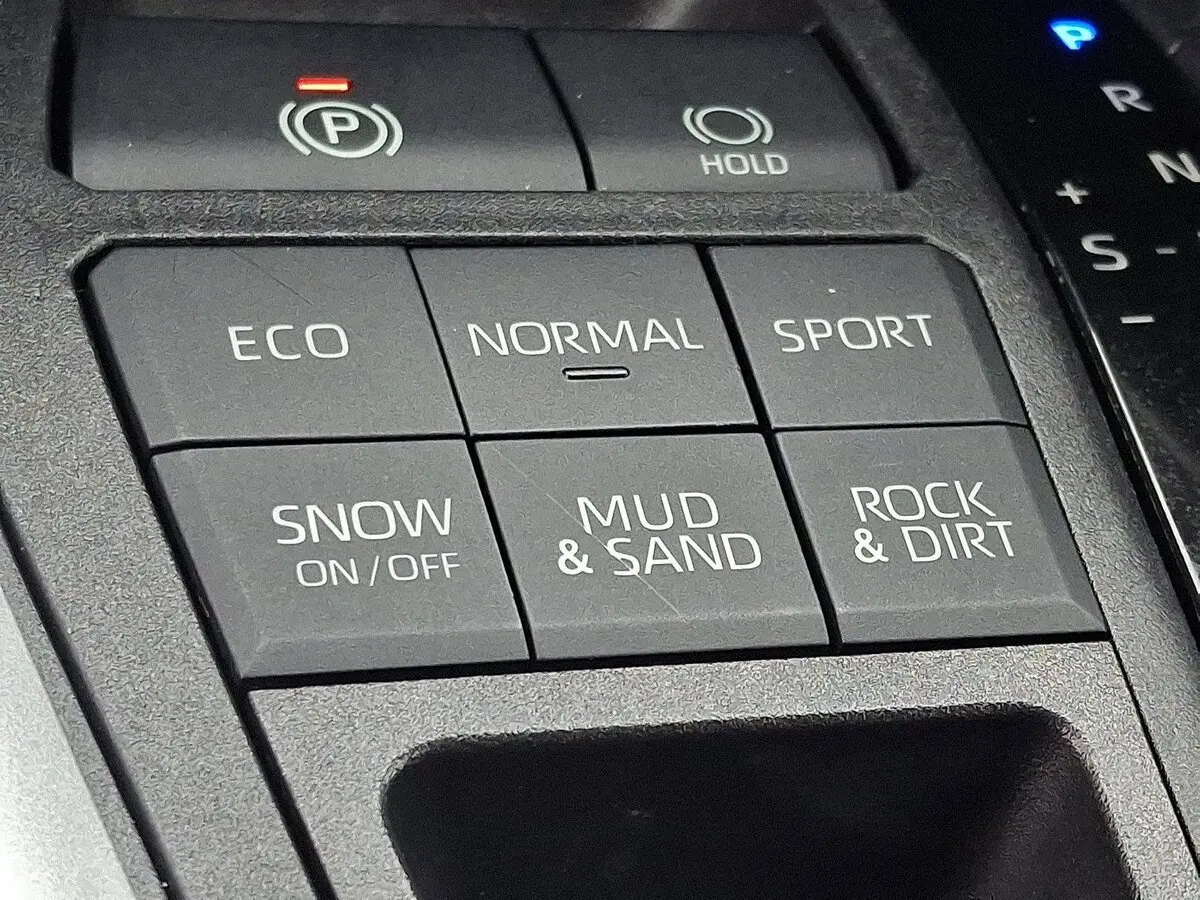 P
P
R
HOLD
N
+
S -
-
ECO
NORMAL
SPORT
SNOW
ON / OFF
MUD
& SAND
ROCK
& DIRT